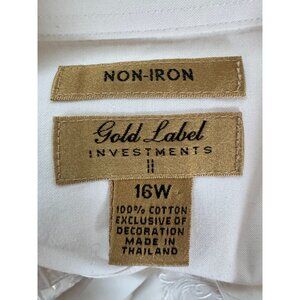 NON-IRON
Gold Label
INVESTMENTS
II
16W
100% COTTON
EXCLUSIVE OF
DECORATION
MADE IN
THAILAND